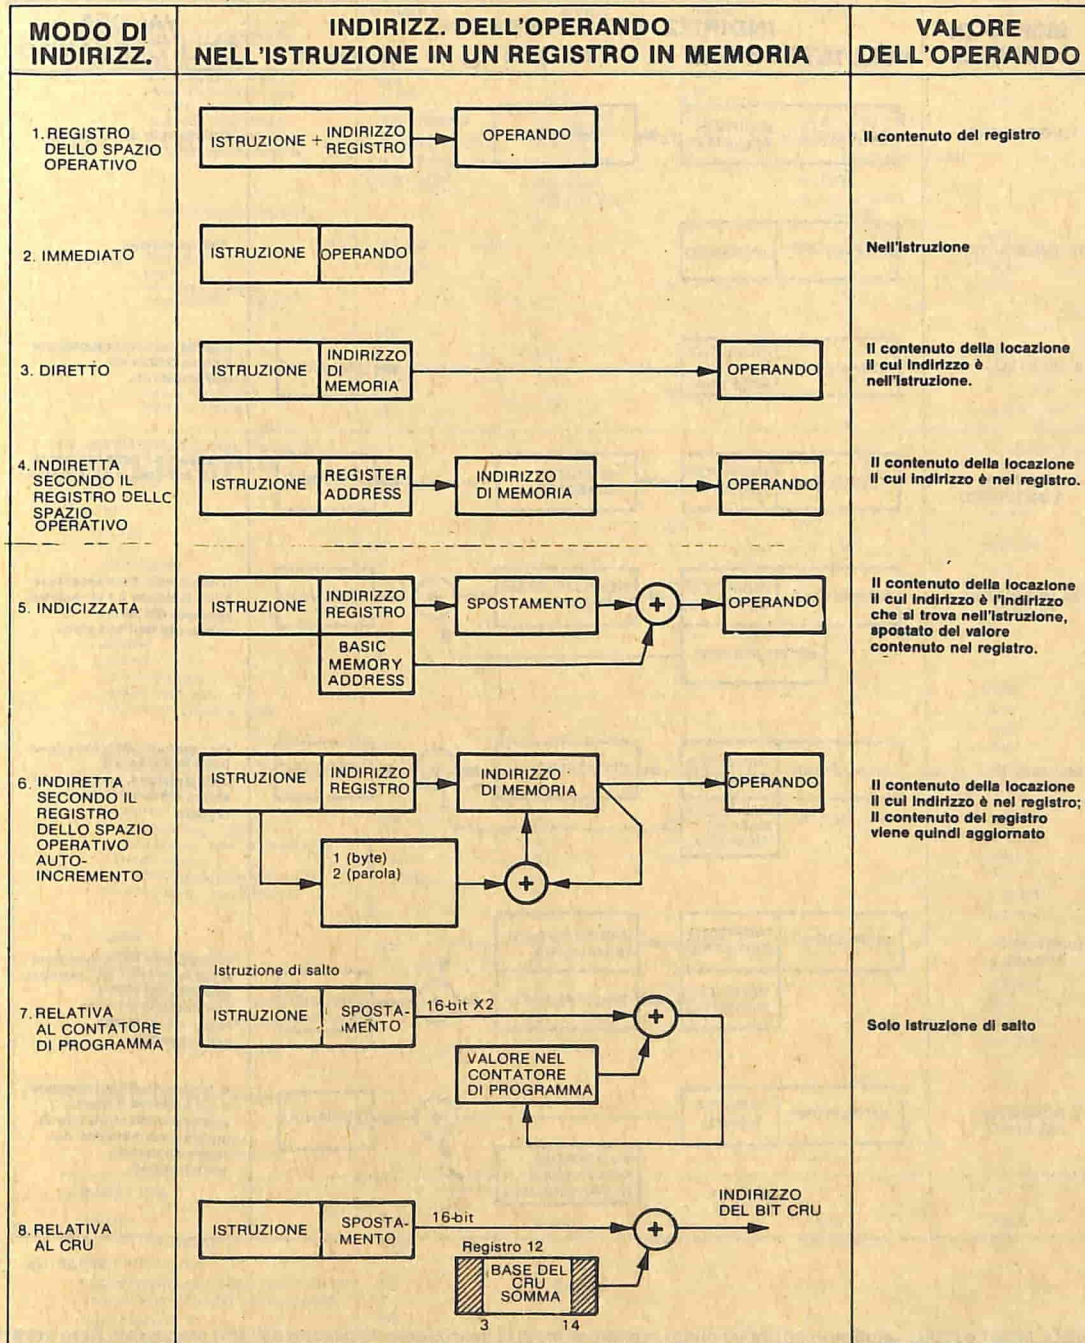 MODO DI
INDIRIZZ.
INDIRIZZ. DELL'OPERANDO
NELL'ISTRUZIONE IN UN REGISTRO IN MEMORIA
VALORE
DELL'OPERANDO
1. REGISTRO
DELLO SPAZIO
OPERATIVO
ISTRUZIONE + INDIRIZZO
REGISTRO
OPERANDO
Il contenuto del registro
2. IMMEDIATO
ISTRUZIONE
OPERANDO
Nell'istruzione
3. DIRETTO
ISTRUZIONE
INDIRIZZO
DI
MEMORIA
OPERANDO
Il contenuto della locazione
il cui indirizzo è
nell'istruzione.
4. INDIRETTA
SECONDO IL
REGISTRO DELLO
SPAZIO
OPERATIVO
ISTRUZIONE
REGISTER
ADDRESS
INDIRIZZO
DI MEMORIA
OPERANDO
Il contenuto della locazione
il cui indirizzo è nel registro.
5. INDICIZZATA
ISTRUZIONE
INDIRIZZO
REGISTRO
BASIC
MEMORY
ADDRESS
SPOSTAMENTO
+
OPERANDO
Il contenuto della locazione
il cui indirizzo è l'indirizzo
che si trova nell'istruzione,
spostato del valore
contenuto nel registro.
6. INDIRETTA
SECONDO IL
REGISTRO
DELLO SPAZIO
OPERATIVO
AUTO-
INCREMENTO
ISTRUZIONE
INDIRIZZO
REGISTRO
INDIRIZZO
DI MEMORIA
OPERANDO
1 (byte)
2 (parola)
+
Il contenuto della locazione
il cui indirizzo è nel registro;
il contenuto del registro
viene quindi aggiornato
7. RELATIVA
AL CONTATORE
DI PROGRAMMA
Istruzione di salto
ISTRUZIONE
SPOSTA-
MENTO
16-bit X2
+
VALORE NEL
CONTATORE
DI PROGRAMMA
Solo istruzione di salto
8. RELATIVA
AL CRU
ISTRUZIONE
SPOSTA-
MENTO
16-bit
+
INDIRIZZO
DEL BIT CRU
Registro 12
BASE DEL
CRU
SOMMA
3 14